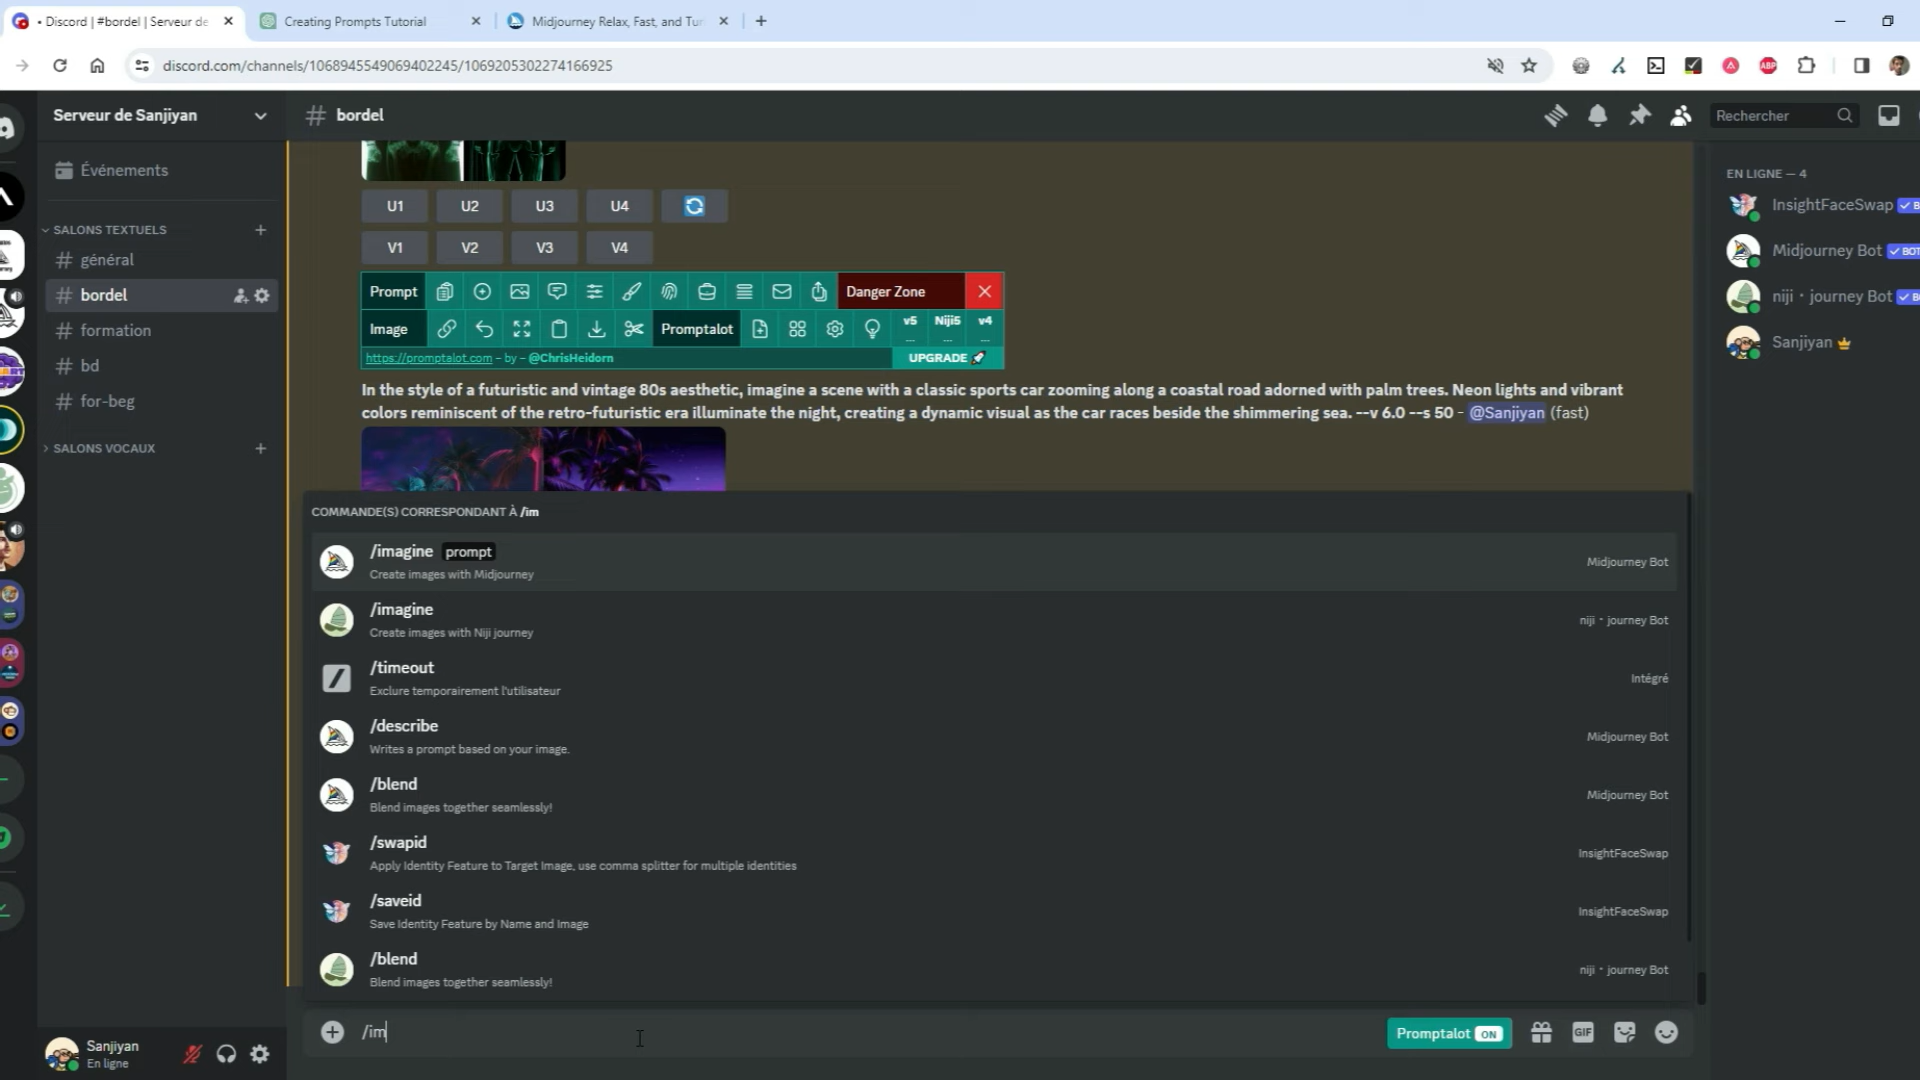 • Discord | #bordel | Serveur de
Creating Prompts Tutorial
Midjourney Relax, Fast, and Tur
discord.com/channels/1068945549069402245/1069205302274166925
ABP
Serveur de Sanjiyan
bordel
Rechercher
Événements
SALONS TEXTUELS
général
bordel
formation
bd
for-beg
SALONS VOCAUX
U1 U2 U3 U4
V1 V2 V3 V4
Prompt Danger Zone
Image Promptalot v5 Niji5 v4
... ... ...
https://promptalot.com – by – @ChrisHeidorn UPGRADE
In the style of a futuristic and vintage 80s aesthetic, imagine a scene with a classic sports car zooming along a coastal road adorned with palm trees. Neon lights and vibrant
colors reminiscent of the retro-futuristic era illuminate the night, creating a dynamic visual as the car races beside the shimmering sea. --v 6.0 --s 50 - @Sanjiyan (fast)
COMMANDE(S) CORRESPONDANT À /im
/imagine prompt
Create images with Midjourney
Midjourney Bot
/imagine
Create images with Niji journey
niji・journey Bot
/timeout
Exclure temporairement l'utilisateur
Intégré
/describe
Writes a prompt based on your image.
Midjourney Bot
/blend
Blend images together seamlessly!
Midjourney Bot
/swapid
Apply Identity Feature to Target Image, use comma splitter for multiple identities
InsightFaceSwap
/saveid
Save Identity Feature by Name and Image
InsightFaceSwap
/blend
Blend images together seamlessly!
niji・journey Bot
/im
Promptalot ON
GIF
EN LIGNE — 4
InsightFaceSwap
Midjourney Bot BOT
niji・journey Bot
Sanjiyan
Sanjiyan
En ligne